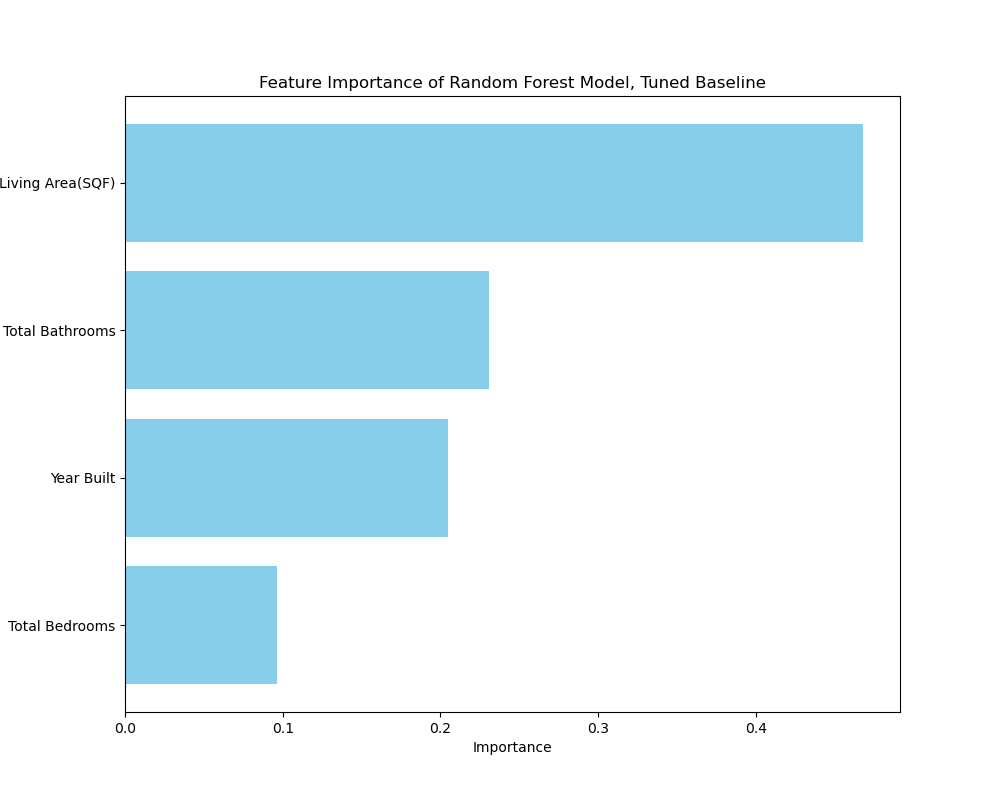 Feature Importance of Random Forest Model, Tuned Baseline
Living Area(SQF)
Total Bathrooms
Year Built
Total Bedrooms
0.0 0.1 0.2 0.3 0.4
Importance